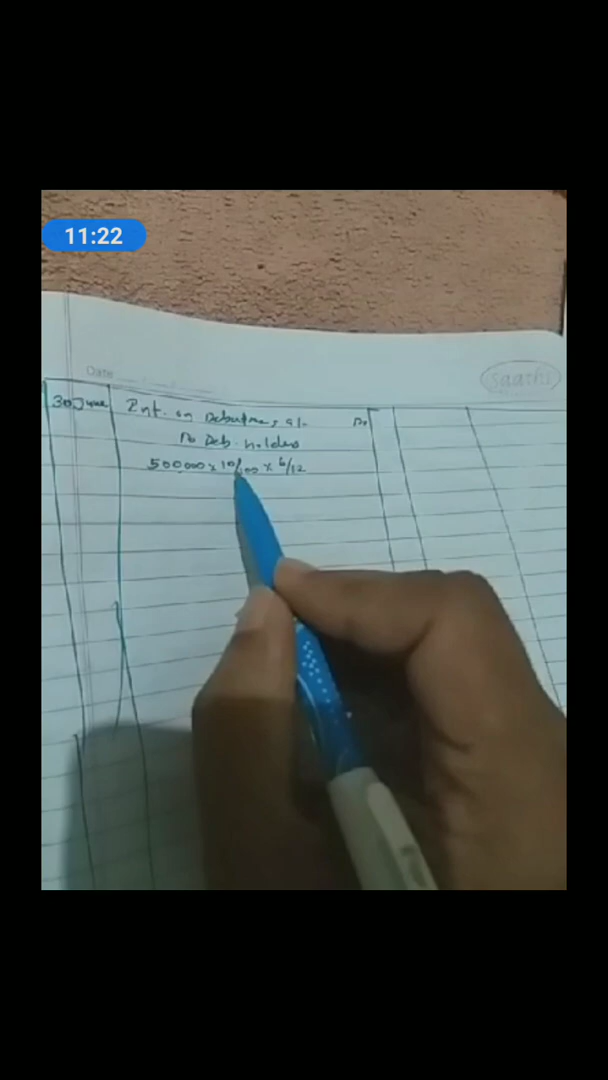 11:22
Date
saathi
30 June Int. on Debentures a/c Dr
To Deb. holders
500000 x 10/100 x 6/12